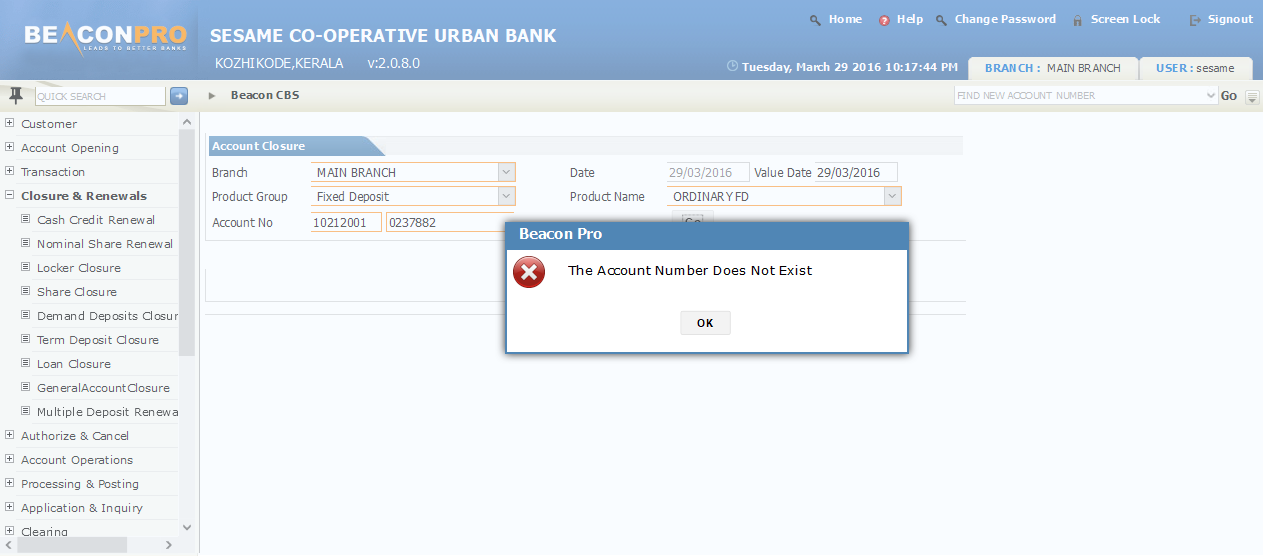 Home Help Change Password Screen Lock Signout
BEACONPRO
LEADS TO BETTER BANKS
SESAME CO-OPERATIVE URBAN BANK
KOZHIKODE,KERALA v:2.0.8.0
Tuesday, March 29 2016 10:17:44 PM BRANCH : MAIN BRANCH USER : sesame
QUICK SEARCH Beacon CBS FIND NEW ACCOUNT NUMBER Go
Customer
Account Opening
Transaction
Closure & Renewals
Cash Credit Renewal
Nominal Share Renewal
Locker Closure
Share Closure
Demand Deposits Closur
Term Deposit Closure
Loan Closure
GeneralAccountClosure
Multiple Deposit Renewa
Authorize & Cancel
Account Operations
Processing & Posting
Application & Inquiry
Clearing
Account Closure
Branch MAIN BRANCH Date 29/03/2016 Value Date 29/03/2016
Product Group Fixed Deposit Product Name ORDINARY FD
Account No 10212001 0237882 Go
Beacon Pro
The Account Number Does Not Exist
OK